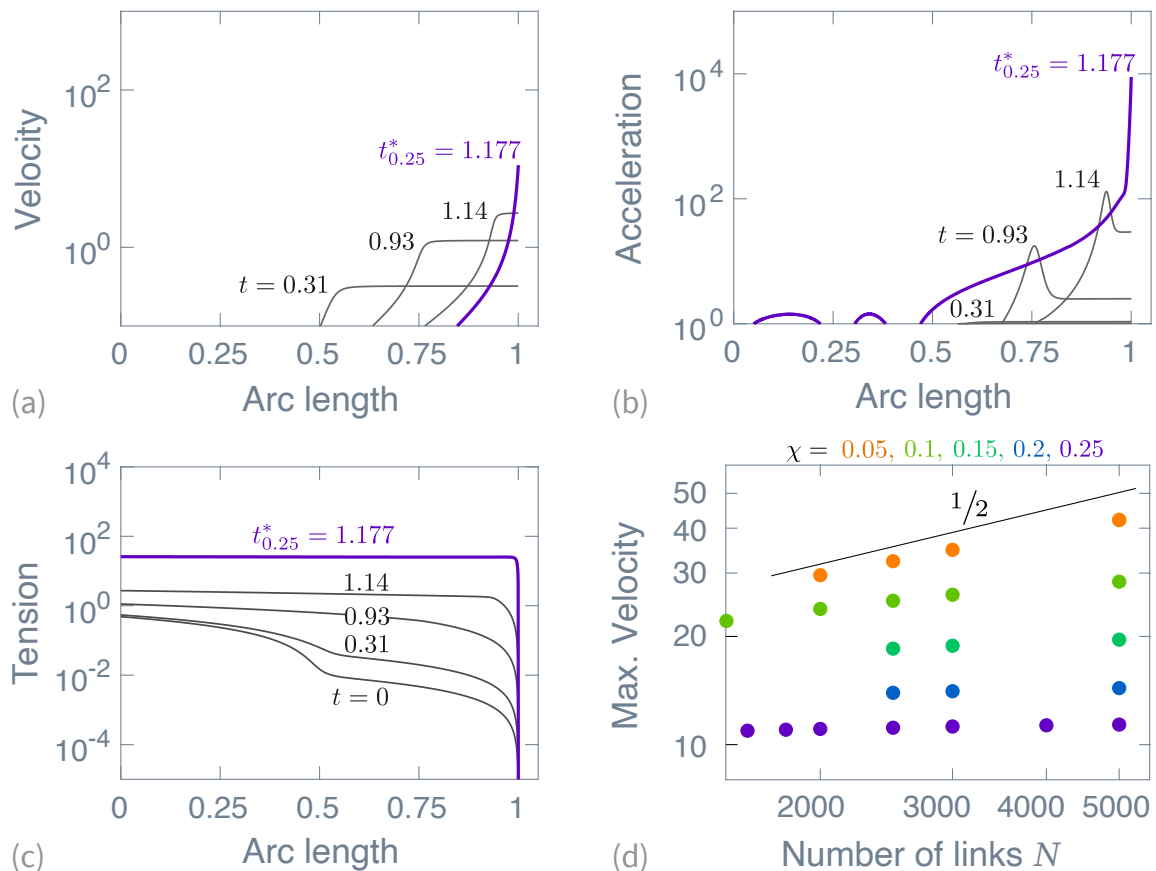 Velocity
10^2
10^0
t^*_{0.25} = 1.177
1.14
0.93
t = 0.31
0
0.25
0.5
0.75
1
(a)
Arc length
Acceleration
10^4
10^2
10^0
t^*_{0.25} = 1.177
1.14
t = 0.93
0.31
0
0.25
0.5
0.75
1
(b)
Arc length
Tension
10^4
10^2
10^0
10^{-2}
10^{-4}
t^*_{0.25} = 1.177
1.14
0.93
0.31
t = 0
0
0.25
0.5
0.75
1
(c)
Arc length
χ = 0.05, 0.1, 0.15, 0.2, 0.25
Max. Velocity
50
40
30
20
10
1/2
2000
3000
4000
5000
(d)
Number of links N